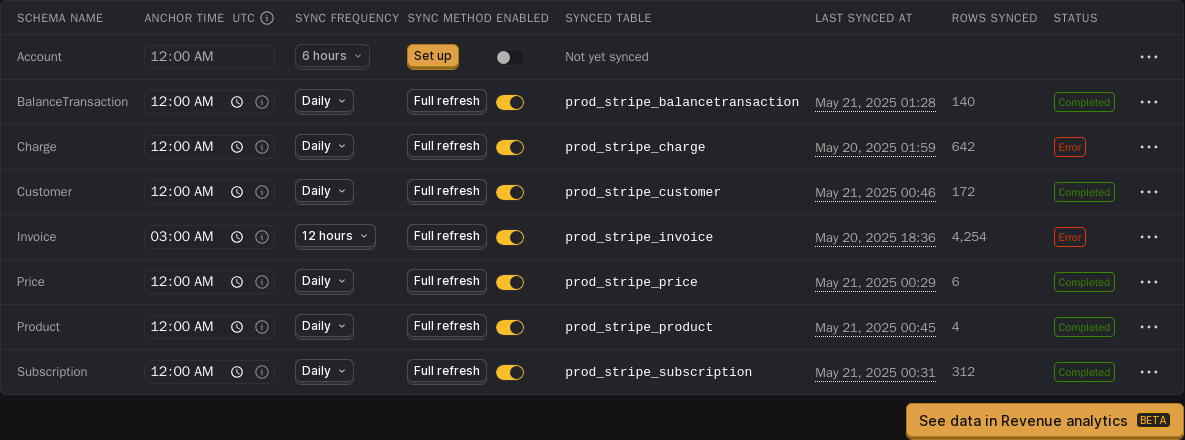 SCHEMA NAME ANCHOR TIME UTC SYNC FREQUENCY SYNC METHOD ENABLED SYNCED TABLE LAST SYNCED AT ROWS SYNCED STATUS
Account 12:00 AM 6 hours Set up Not yet synced
BalanceTransaction 12:00 AM Daily Full refresh prod_stripe_balancetransaction May 21, 2025 01:28 140 Completed
Charge 12:00 AM Daily Full refresh prod_stripe_charge May 20, 2025 01:59 642 Error
Customer 12:00 AM Daily Full refresh prod_stripe_customer May 21, 2025 00:46 172 Completed
Invoice 03:00 AM 12 hours Full refresh prod_stripe_invoice May 20, 2025 18:36 4,254 Error
Price 12:00 AM Daily Full refresh prod_stripe_price May 21, 2025 00:29 6 Completed
Product 12:00 AM Daily Full refresh prod_stripe_product May 21, 2025 00:45 4 Completed
Subscription 12:00 AM Daily Full refresh prod_stripe_subscription May 21, 2025 00:31 312 Completed
See data in Revenue analytics BETA